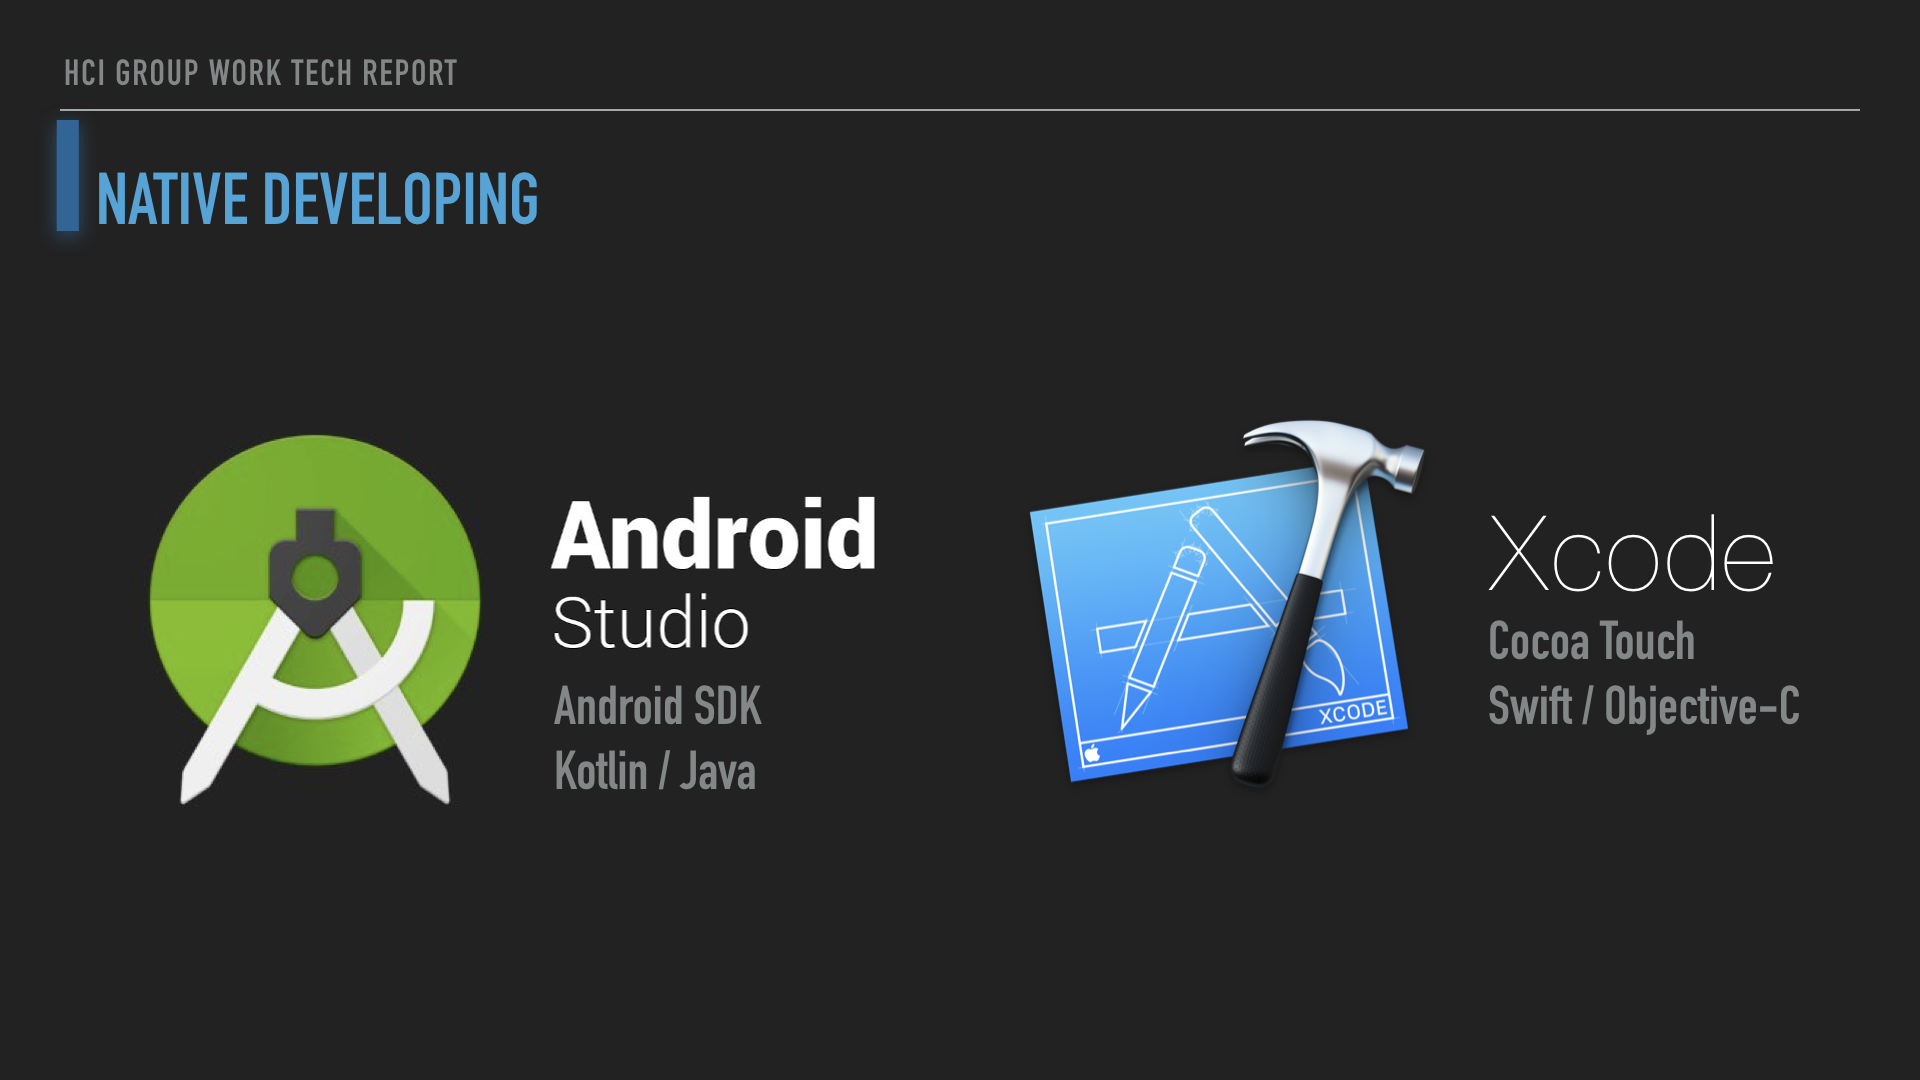 HCI GROUP WORK TECH REPORT
NATIVE DEVELOPING
Android
Studio
Android SDK
Kotlin / Java
XCODE
Xcode
Cocoa Touch
Swift / Objective-C